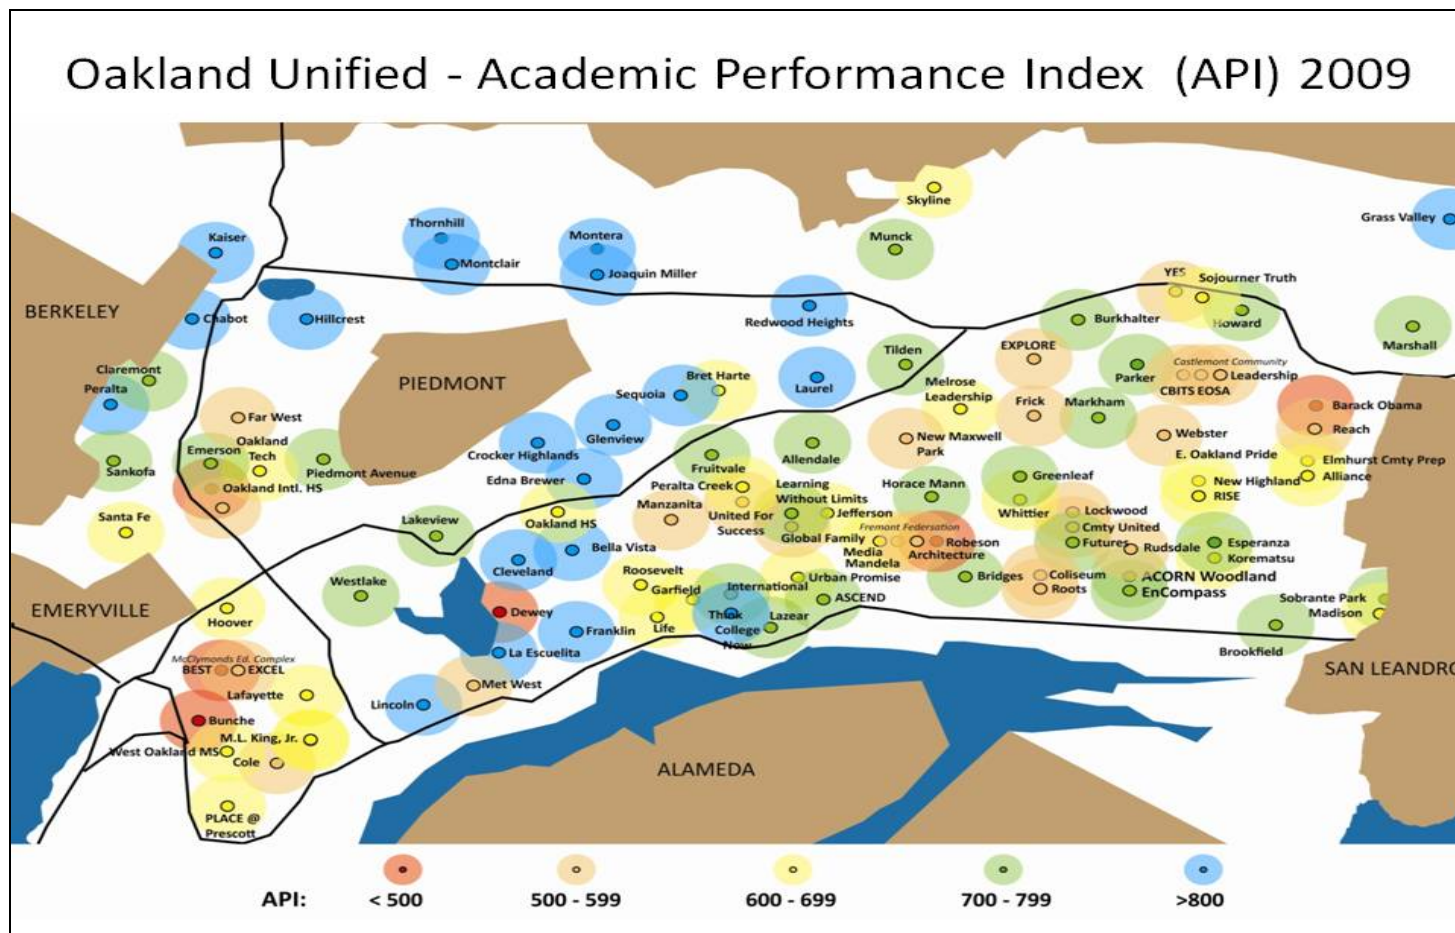 Oakland Unified - Academic Performance Index (API) 2009
Skyline
Grass Valley
Thornhill
Montera
Munck
Kaiser
Montclair
Joaquin Miller
YES
Sojourner Truth
BERKELEY
Chabot
Hillcrest
Redwood Heights
Burkhalter
Howard
Marshall
Claremont
Peralta
PIEDMONT
Tilden
EXPLORE
Castlemont Community
Parker
Leadership
CBITS EOSA
Bret Harte
Sequoia
Laurel
Melrose
Leadership
Frick
Markham
Barack Obama
Far West
Reach
Glenview
Webster
Emerson
Oakland
Tech
Crocker Highlands
New Maxwell
Park
Sankofa
Piedmont Avenue
Fruitvale
Allendale
E. Oakland Pride
Elmhurst Cmty Prep
Alliance
Edna Brewer
Peralta Creek
Learning
Without Limits
Horace Mann
Greenleaf
New Highland
RISE
Oakland Intl. HS
Manzanita
United For
Success
Jefferson
Whittier
Lockwood
Santa Fe
Lakeview
Oakland HS
Fremont Federsation
Cmty United
Global Family
Media
Mandela
Robeson
Architecture
Futures
Rudsdale
Esperanza
Korematsu
Bella Vista
Cleveland
Roosevelt
Urban Promise
Bridges
Coliseum
Roots
ACORN Woodland
EnCompass
Westlake
Garfield
International
ASCEND
Sobrante Park
Madison
EMERYVILLE
Hoover
Dewey
Life
Think
College
Now
Lazear
Franklin
Brookfield
La Escuelita
McClymonds Ed. Complex
BEST
EXCEL
SAN LEANDRO
Lafayette
Met West
Lincoln
Bunche
M.L. King, Jr.
West Oakland MS
Cole
ALAMEDA
PLACE @
Prescott
API:
< 500
500 - 599
600 - 699
700 - 799
>800